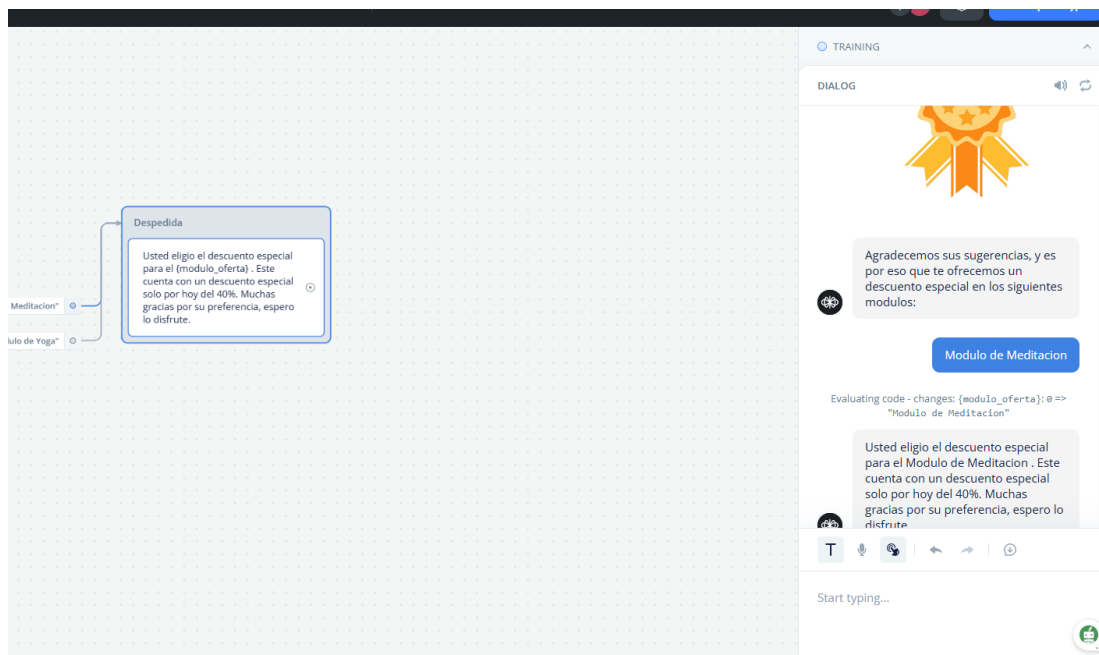 TRAINING
DIALOG
Despedida
Usted eligio el descuento especial
para el {modulo_oferta} . Este
cuenta con un descuento especial
solo por hoy del 40%. Muchas
gracias por su preferencia, espero
lo disfrute.
Meditacion"
de Yoga"
Agradecemos sus sugerencias, y es
por eso que te ofrecemos un
descuento especial en los siguientes
modulos:
Modulo de Meditacion
Evaluating code - changes: {modulo_oferta}: 0 =>
"Modulo de Meditacion"
Usted eligio el descuento especial
para el Modulo de Meditacion . Este
cuenta con un descuento especial
solo por hoy del 40%. Muchas
gracias por su preferencia, espero lo
disfrute
T
Start typing...